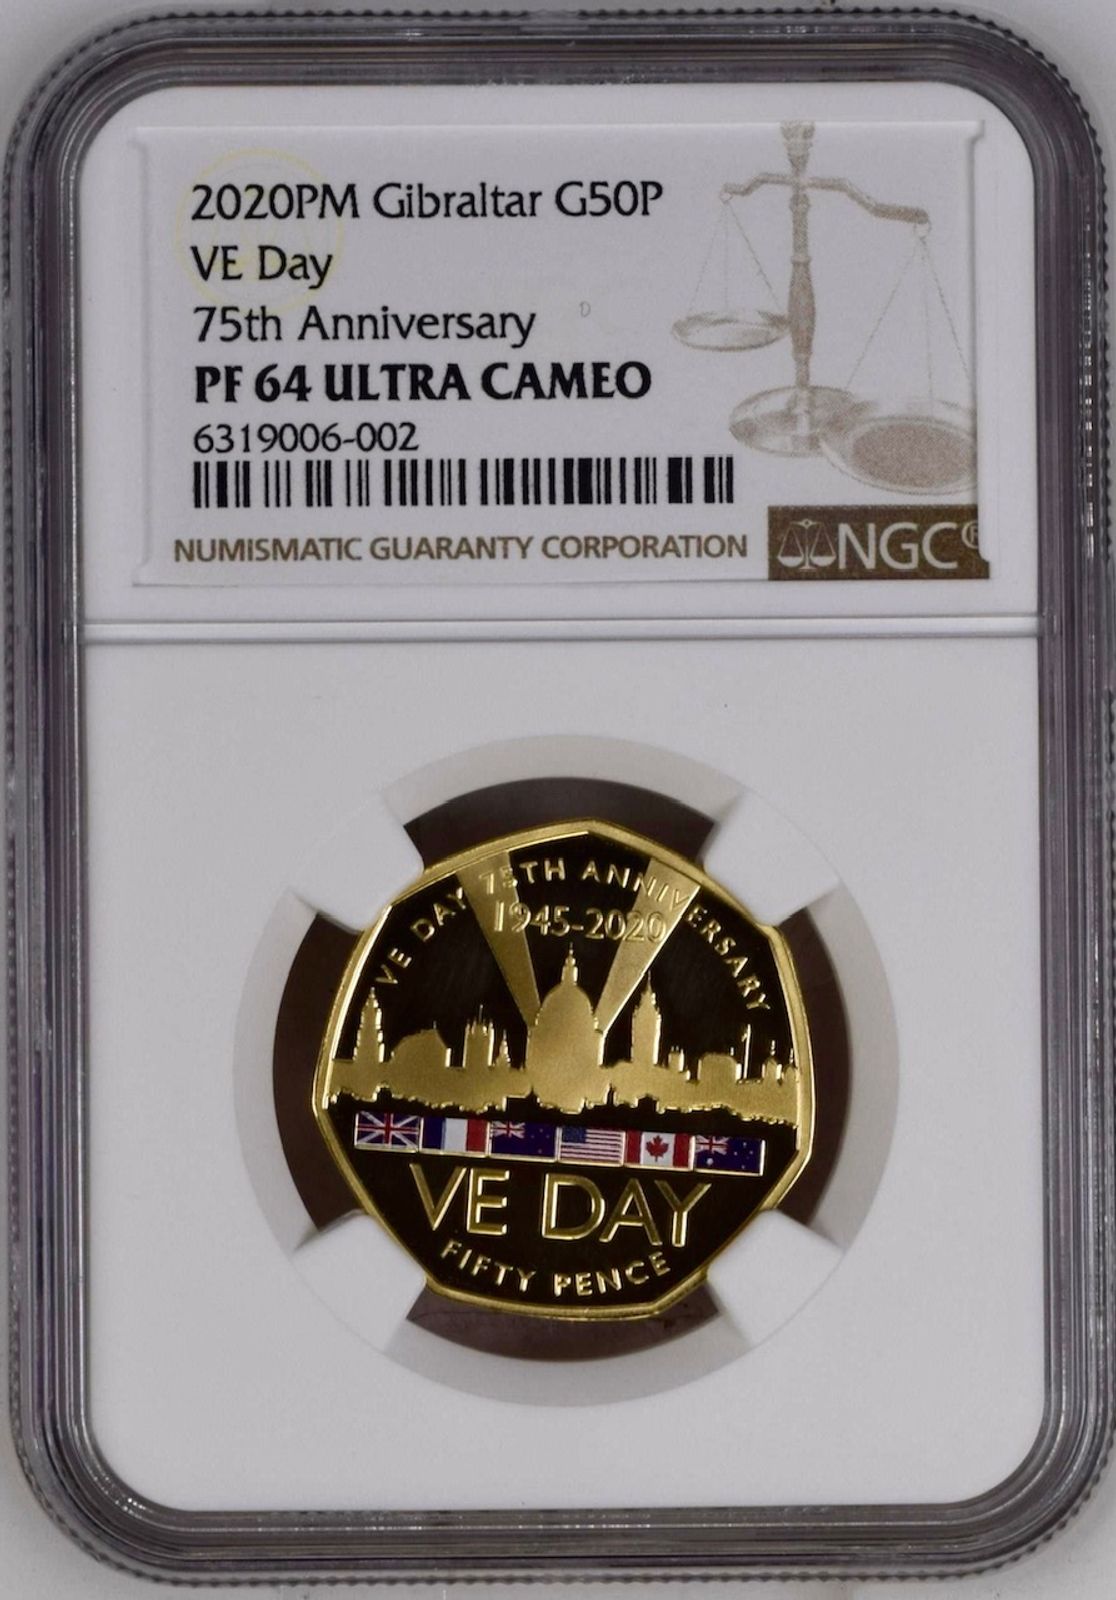 2020PM Gibraltar G50P
VE Day
75th Anniversary
PF 64 ULTRA CAMEO
6319006-002
NUMISMATIC GUARANTY CORPORATION
NGC®
VE DAY 75TH ANNIVERSARY
1945-2020
VE DAY
FIFTY PENCE